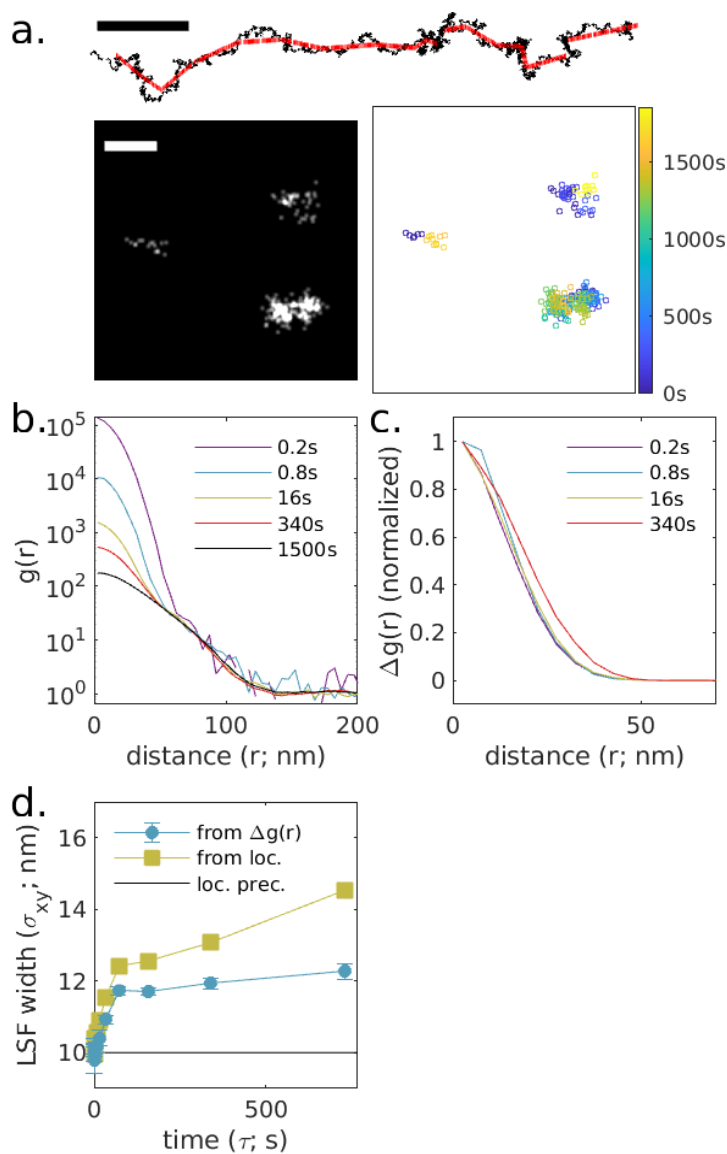 a.
1500s
1000s
500s
0s
b.
10^5
10^4
10^3
10^2
10^1
10^0
g(r)
0.2s
0.8s
16s
340s
1500s
0
100
200
distance (r; nm)
c.
1
0.8
0.6
0.4
0.2
0
Δg(r) (normalized)
0.2s
0.8s
16s
340s
0
50
distance (r; nm)
d.
16
14
12
10
LSF width (σ_xy; nm)
from Δg(r)
from loc.
loc. prec.
0
500
time (τ; s)